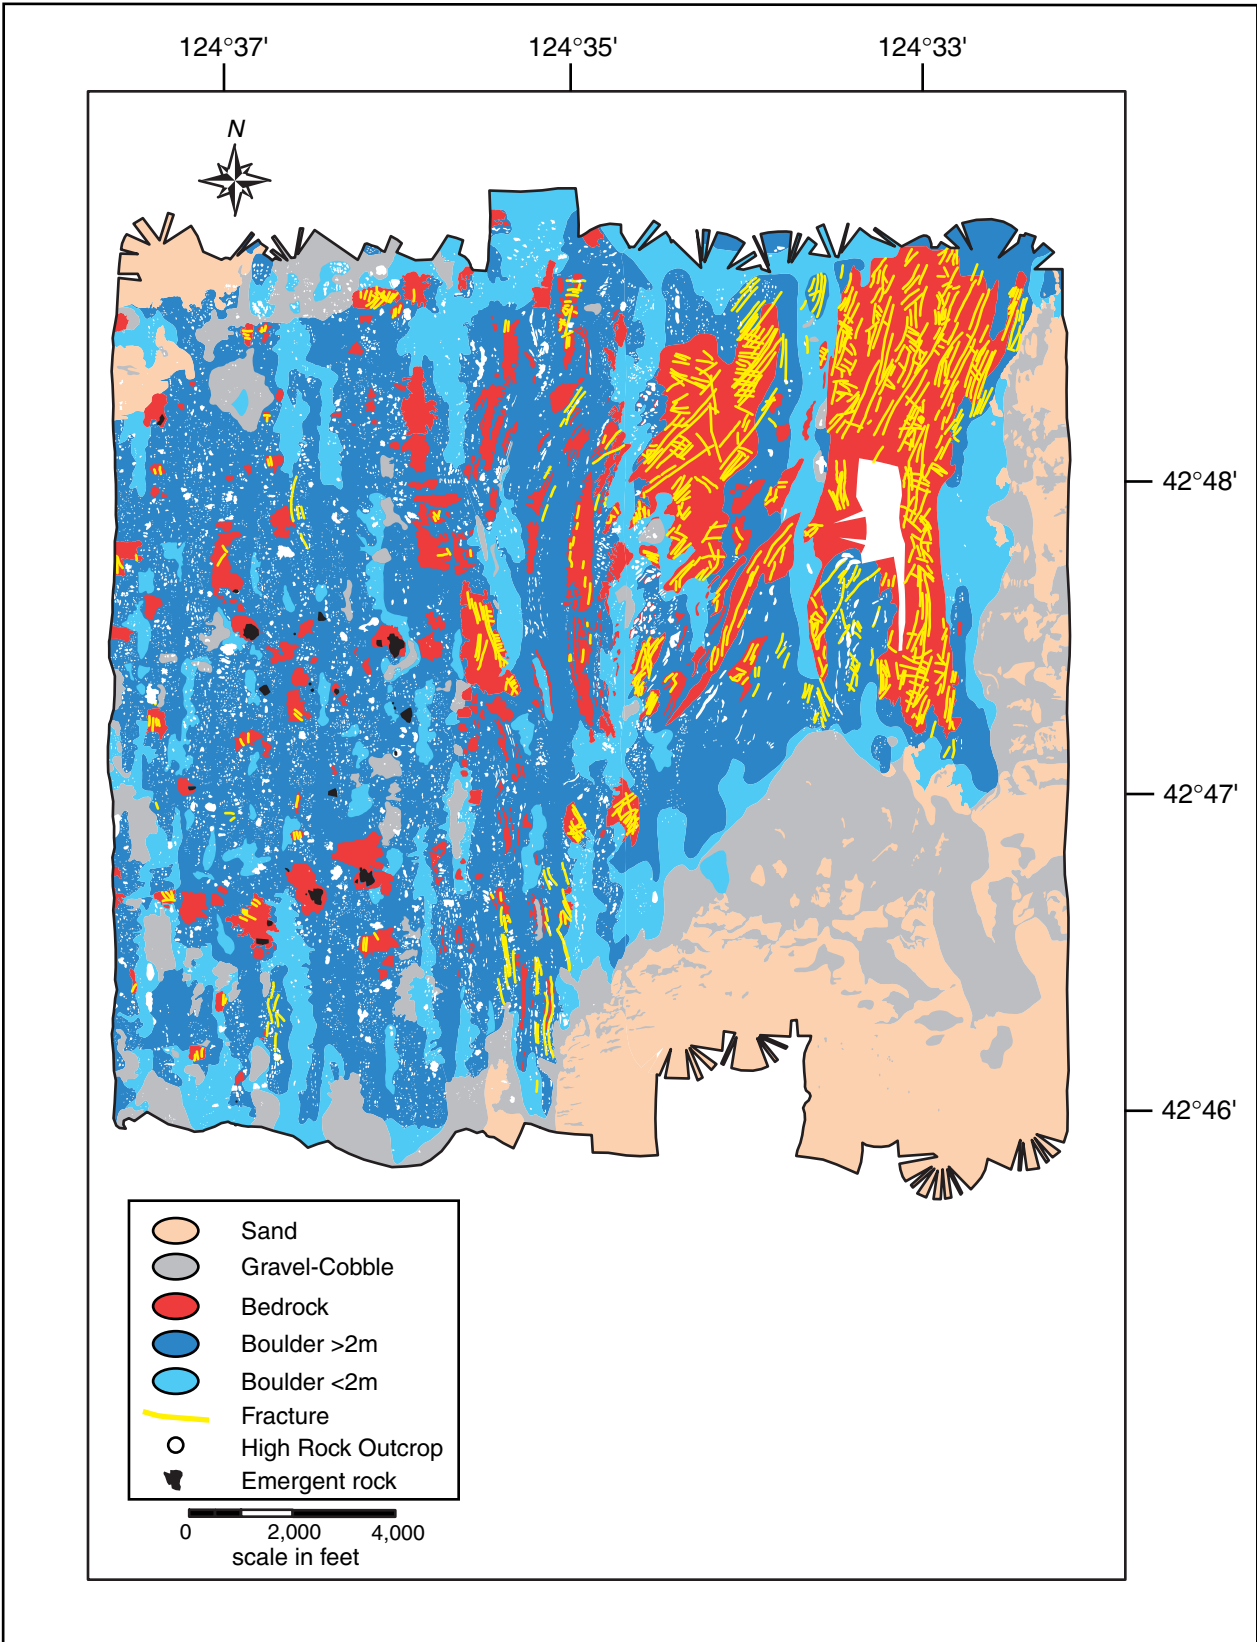 124°37' 124°35' 124°33'
N
42°48'
42°47'
42°46'
Sand
Gravel-Cobble
Bedrock
Boulder >2m
Boulder <2m
Fracture
High Rock Outcrop
Emergent rock
0 2,000 4,000
scale in feet